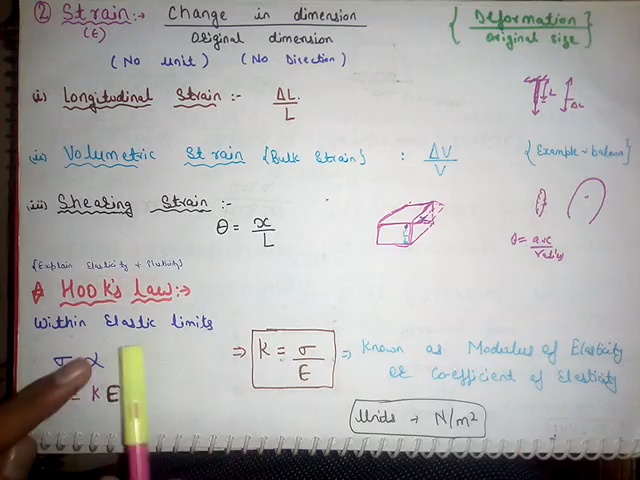 ② Strain :- Change in dimension { Deformation }
(E) Original dimension Original size
(No Unit) (No Direction)
(i) Longitudinal Strain :- ΔL L
L ΔL
(ii) Volumetric Strain {Bulk Strain} : ΔV {Example → baloon}
V
(iii) Shearing Strain :-
θ = x
L
θ = arc
radius
{Explain Elasticity + Plasticity}
Hook's Law :→
Within Elastic limits
σ α
K E
⇒ K = σ ⇒ Known as Modulus of Elasticity
E or Coefficient of Elasticity
Units → N/m²